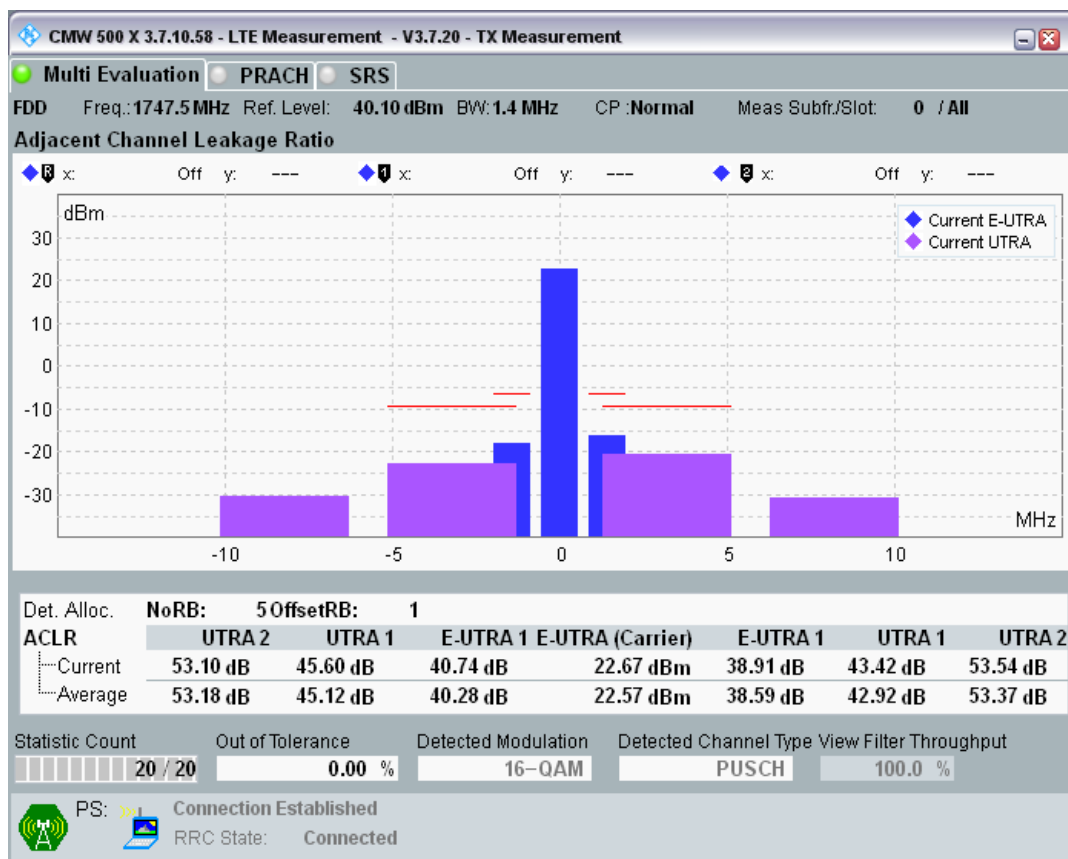 CMW 500 X 3.7.10.58 - LTE Measurement - V3.7.20 - TX Measurement
Multi Evaluation PRACH SRS
FDD Freq.: 1747.5 MHz Ref. Level: 40.10 dBm BW: 1.4 MHz CP :Normal Meas Subfr./Slot: 0 / All
Adjacent Channel Leakage Ratio
R x: Off y: --- 1 x: Off y: --- 2 x: Off y: ---
dBm
Current E-UTRA
Current UTRA
30
20
10
0
-10
-20
-30
MHz
-10 -5 0 5 10
Det. Alloc. NoRB: 5 OffsetRB: 1
ACLR UTRA 2 UTRA 1 E-UTRA 1 E-UTRA (Carrier) E-UTRA 1 UTRA 1 UTRA 2
Current 53.10 dB 45.60 dB 40.74 dB 22.67 dBm 38.91 dB 43.42 dB 53.54 dB
Average 53.18 dB 45.12 dB 40.28 dB 22.57 dBm 38.59 dB 42.92 dB 53.37 dB
Statistic Count Out of Tolerance Detected Modulation Detected Channel Type View Filter Throughput
20 / 20 0.00 % 16-QAM PUSCH 100.0 %
PS: Connection Established
RRC State: Connected